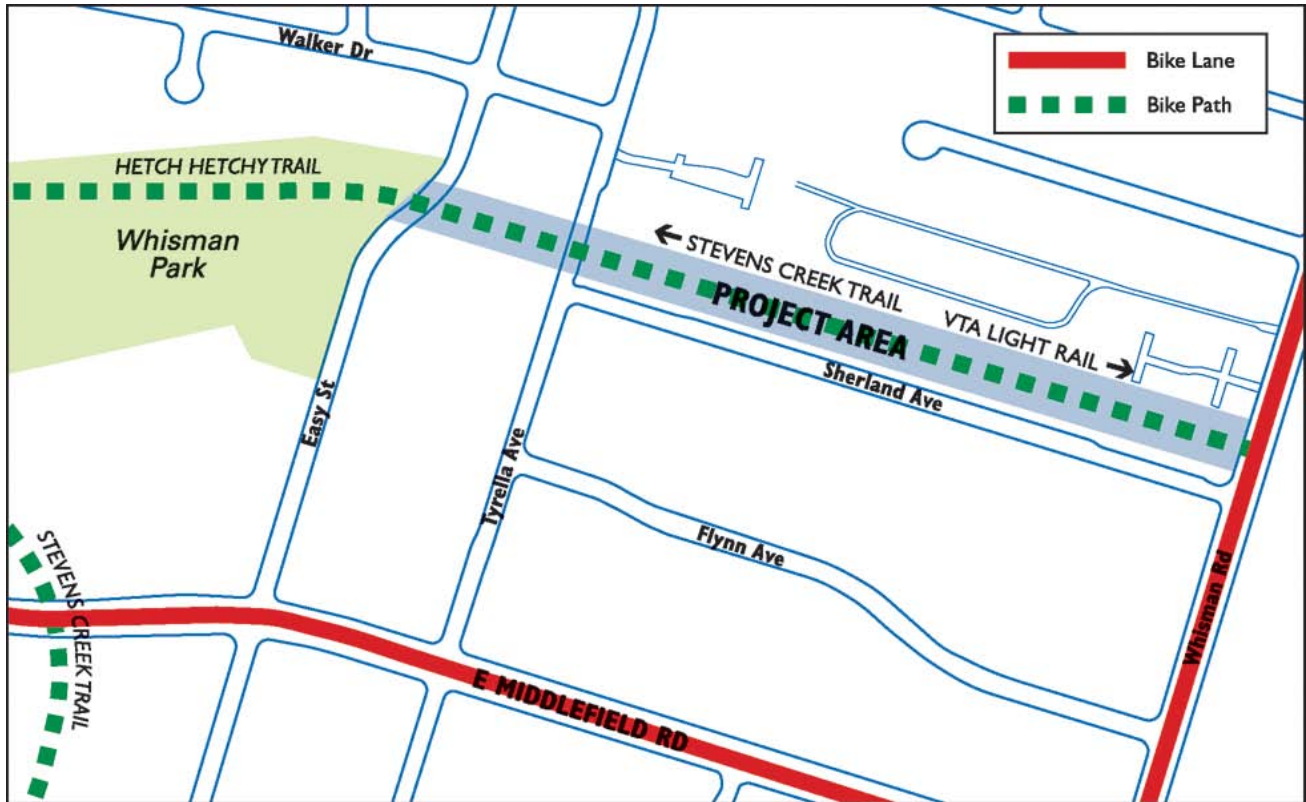 Walker Dr
Bike Lane
Bike Path
HETCH HETCHY TRAIL
Whisman
Park
← STEVENS CREEK TRAIL
PROJECT AREA
VTA LIGHT RAIL →
Sherland Ave
Easy St
Tyrella Ave
Flynn Ave
Whisman Rd
STEVENS CREEK TRAIL
E MIDDLEFIELD RD